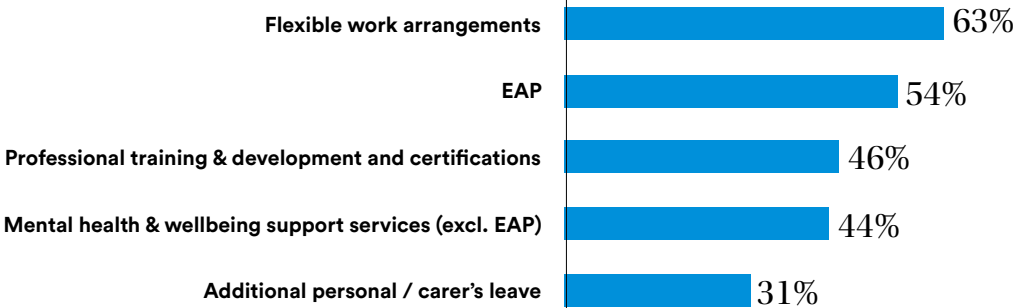 Flexible work arrangements 63%
EAP 54%
Professional training & development and certifications 46%
Mental health & wellbeing support services (excl. EAP) 44%
Additional personal / carer’s leave 31%